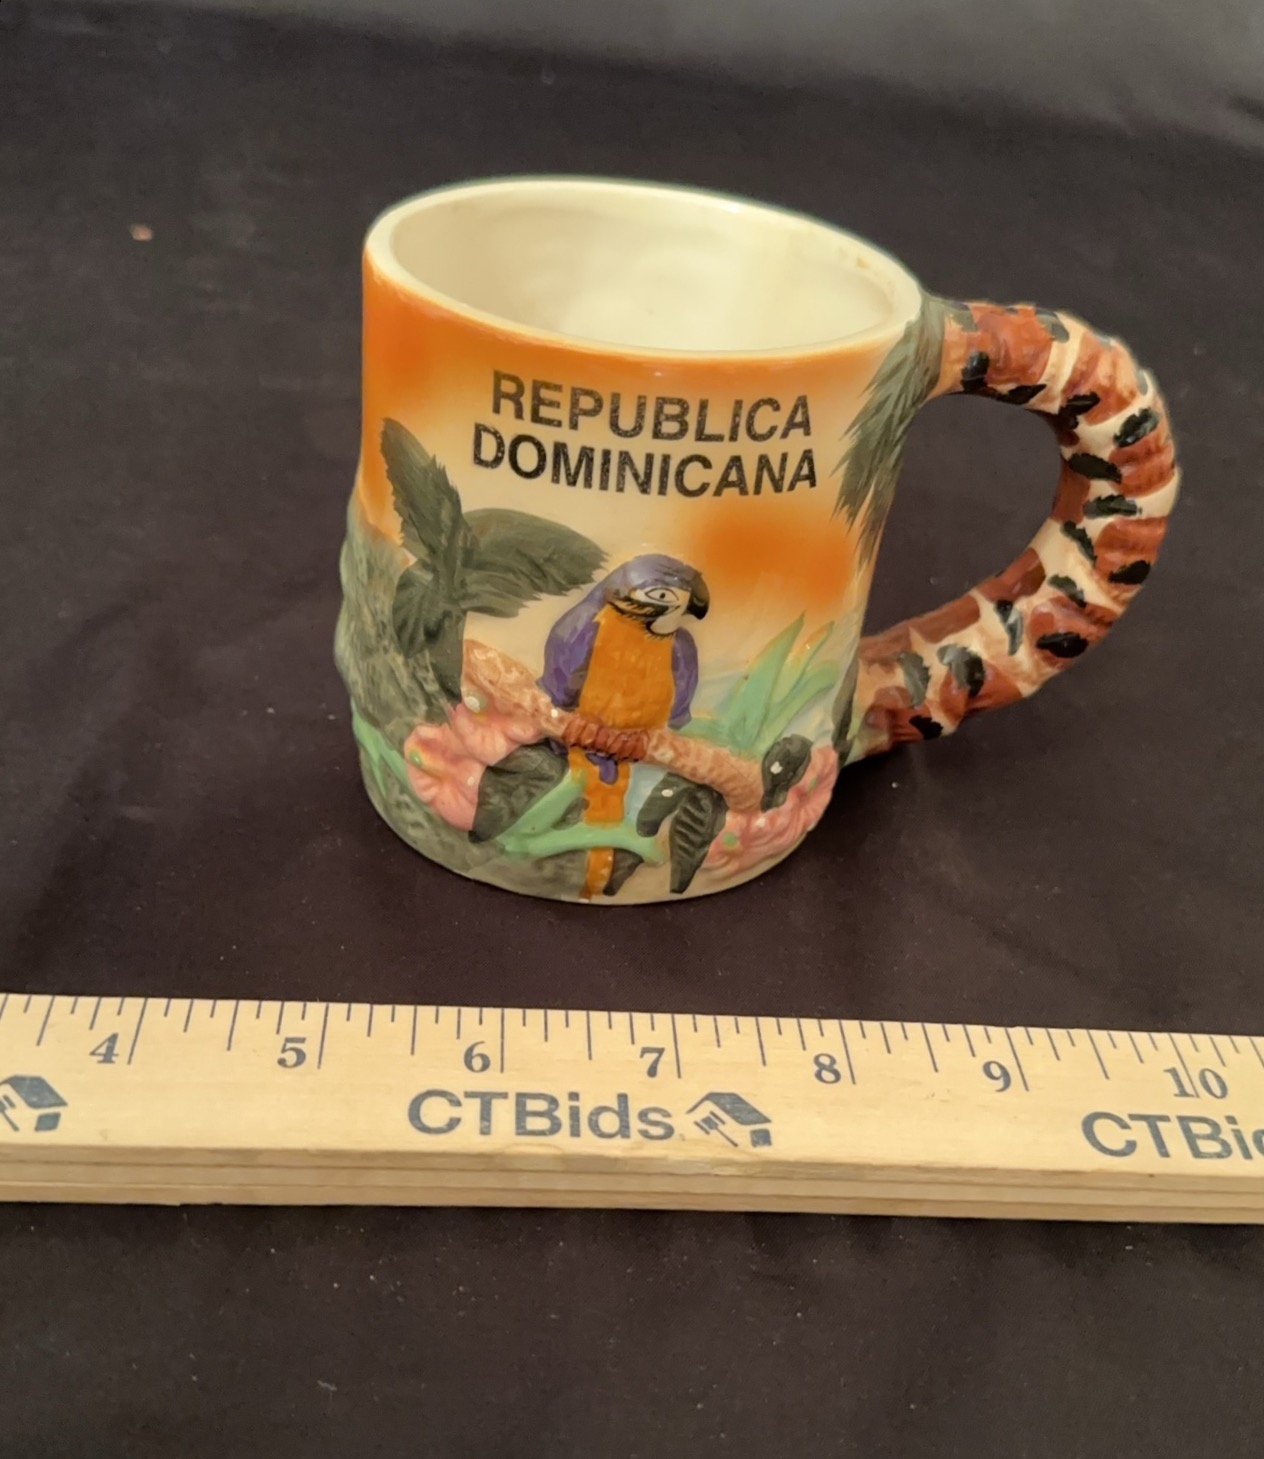 REPUBLICA
DOMINICANA
4 5 6 7 8 9 10
CTBids CTBi